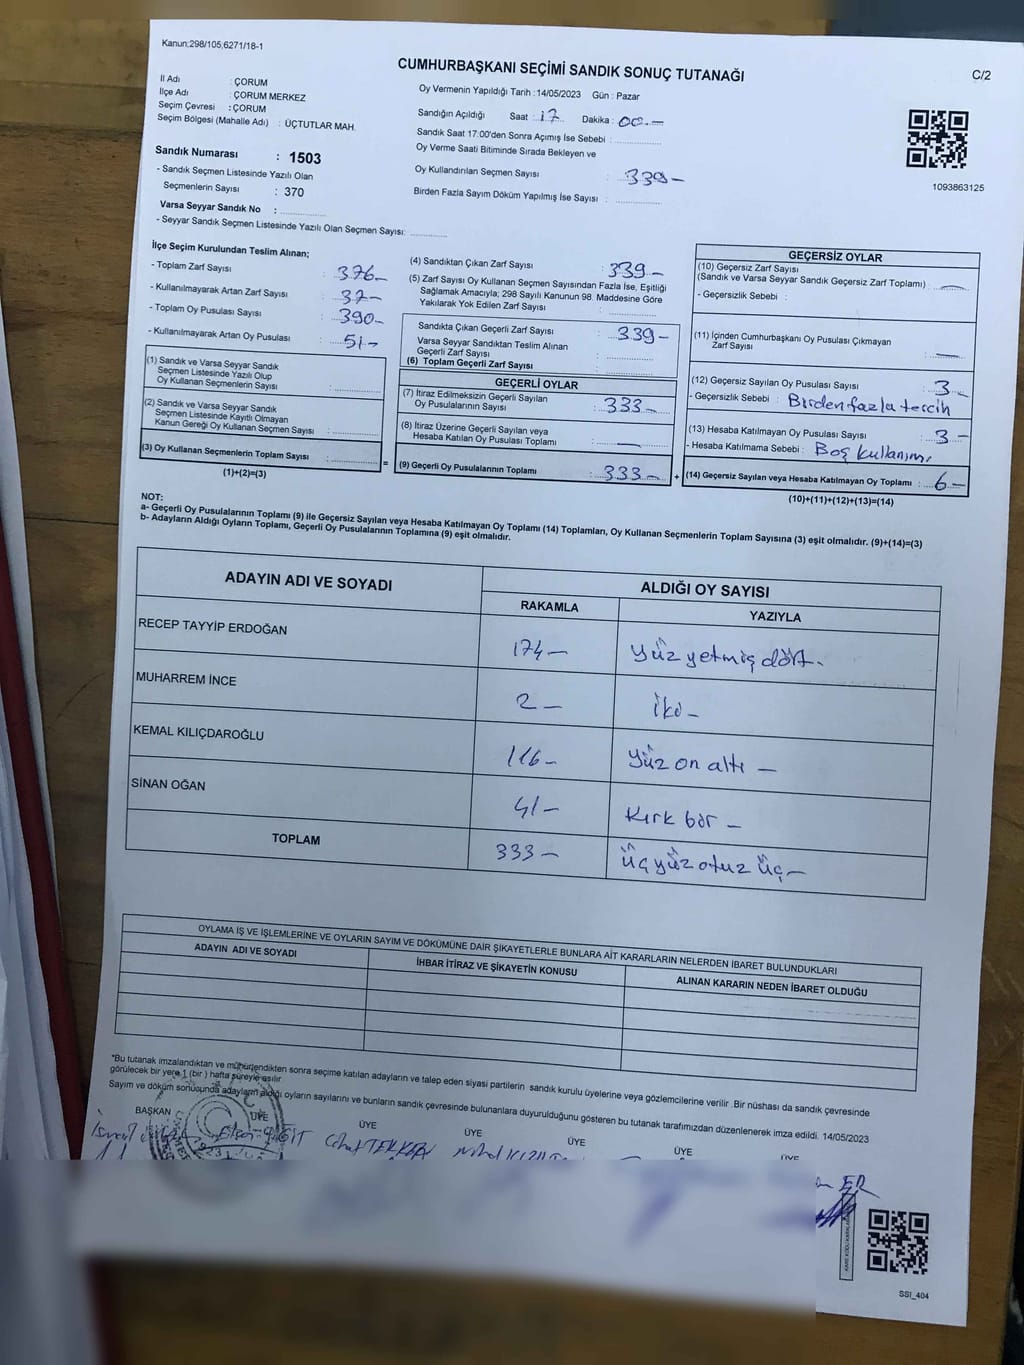 Kanun;298/105;6271/18-1
CUMHURBAŞKANI SEÇİMİ SANDIK SONUÇ TUTANAĞI
C/2
İl Adı : ÇORUM
İlçe Adı : ÇORUM MERKEZ
Seçim Çevresi : ÇORUM
Seçim Bölgesi (Mahalle Adı) : ÜÇTUTLAR MAH.
Oy Vermenin Yapıldığı Tarih :14/05/2023 Gün : Pazar
Sandığın Açıldığı Saat : 17 Dakika : 00.—
Sandık Saat 17:00'den Sonra Açımış İse Sebebi :
Oy Verme Saati Bitiminde Sırada Bekleyen ve
Oy Kullandırılan Seçmen Sayısı : 339—
Birden Fazla Sayım Döküm Yapılmış İse Sayısı :
1093863125
Sandık Numarası : 1503
- Sandık Seçmen Listesinde Yazılı Olan
Seçmenlerin Sayısı : 370
Varsa Seyyar Sandık No :
- Seyyar Sandık Seçmen Listesinde Yazılı Olan Seçmen Sayısı:
İlçe Seçim Kurulundan Teslim Alınan;
- Toplam Zarf Sayısı : 376—
- Kullanılmayarak Artan Zarf Sayısı : 37—
- Toplam Oy Pusulası Sayısı : 390—
- Kullanılmayarak Artan Oy Pusulası : 51—
(1) Sandık ve Varsa Seyyar Sandık
Seçmen Listesinde Yazılı Olup
Oy Kullanan Seçmenlerin Sayısı :
(2) Sandık ve Varsa Seyyar Sandık
Seçmen Listesinde Kayıtlı Olmayan
Kanun Gereği Oy Kullanan Seçmen Sayısı :
(3) Oy Kullanan Seçmenlerin Toplam Sayısı :
(1)+(2)=(3)
=
(4) Sandıktan Çıkan Zarf Sayısı : 339—
(5) Zarf Sayısı Oy Kullanan Seçmen Sayısından Fazla İse, Eşitliği
Sağlamak Amacıyla; 298 Sayılı Kanunun 98. Maddesine Göre
Yakılarak Yok Edilen Zarf Sayısı :
Sandıkta Çıkan Geçerli Zarf Sayısı : 339—
Varsa Seyyar Sandıktan Teslim Alınan
Geçerli Zarf Sayısı :
(6) Toplam Geçerli Zarf Sayısı :
GEÇERLİ OYLAR
(7) İtiraz Edilmeksizin Geçerli Sayılan
Oy Pusulalarının Sayısı : 333—
(8) İtiraz Üzerine Geçerli Sayılan veya
Hesaba Katılan Oy Pusulası Toplamı : —
(9) Geçerli Oy Pusulalarının Toplamı : 333—
+
GEÇERSİZ OYLAR
(10) Geçersiz Zarf Sayısı
(Sandık ve Varsa Seyyar Sandık Geçersiz Zarf Toplamı) : —
- Geçersizlik Sebebi :
(11) İçinden Cumhurbaşkanı Oy Pusulası Çıkmayan
Zarf Sayısı : —
(12) Geçersiz Sayılan Oy Pusulası Sayısı : 3—
- Geçersizlik Sebebi : Birden fazla tercih
(13) Hesaba Katılmayan Oy Pusulası Sayısı : 3—
- Hesaba Katılmama Sebebi : Boş kullanım.
(14) Geçersiz Sayılan veya Hesaba Katılmayan Oy Toplamı : 6—
(10)+(11)+(12)+(13)=(14)
NOT:
a- Geçerli Oy Pusulalarının Toplamı (9) ile Geçersiz Sayılan veya Hesaba Katılmayan Oy Toplamı (14) Toplamları, Oy Kullanan Seçmenlerin Toplam Sayısına (3) eşit olmalıdır. (9)+(14)=(3)
b- Adayların Aldığı Oyların Toplamı, Geçerli Oy Pusulalarının Toplamına (9) eşit olmalıdır.
ADAYIN ADI VE SOYADI
ALDIĞI OY SAYISI
RAKAMLA YAZIYLA
RECEP TAYYİP ERDOĞAN 174— Yüz yetmiş dört.
MUHARREM İNCE 2— İki—
KEMAL KILIÇDAROĞLU 116— Yüz on altı—
SİNAN OĞAN 41— Kırk bir—
TOPLAM 333— Üçyüz otuz üç—
OYLAMA İŞ VE İŞLEMLERİNE VE OYLARIN SAYIM VE DÖKÜMÜNE DAİR ŞİKAYETLERLE BUNLARA AİT KARARLARIN NELERDEN İBARET BULUNDUKLARI
ADAYIN ADI VE SOYADI İHBAR İTİRAZ VE ŞİKAYETİN KONUSU ALINAN KARARIN NEDEN İBARET OLDUĞU
*Bu tutanak imzalandıktan ve mühürlendikten sonra seçime katılan adayların ve talep eden siyasi partilerin sandık kurulu üyelerine veya gözlemcilerine verilir .Bir nüshası da sandık çevresinde
görülecek bir yere 1 (bir ) hafta süreyle asılır
Sayım ve döküm sonucunda adayların aldığı oyların sayılarını ve bunların sandık çevresinde bulunanlara duyurulduğunu gösteren bu tutanak tarafımızdan düzenlenerek imza edildi. 14/05/2023
BAŞKAN ÜYE ÜYE ÜYE ÜYE ÜYE ÜYE
ER
SSI_404